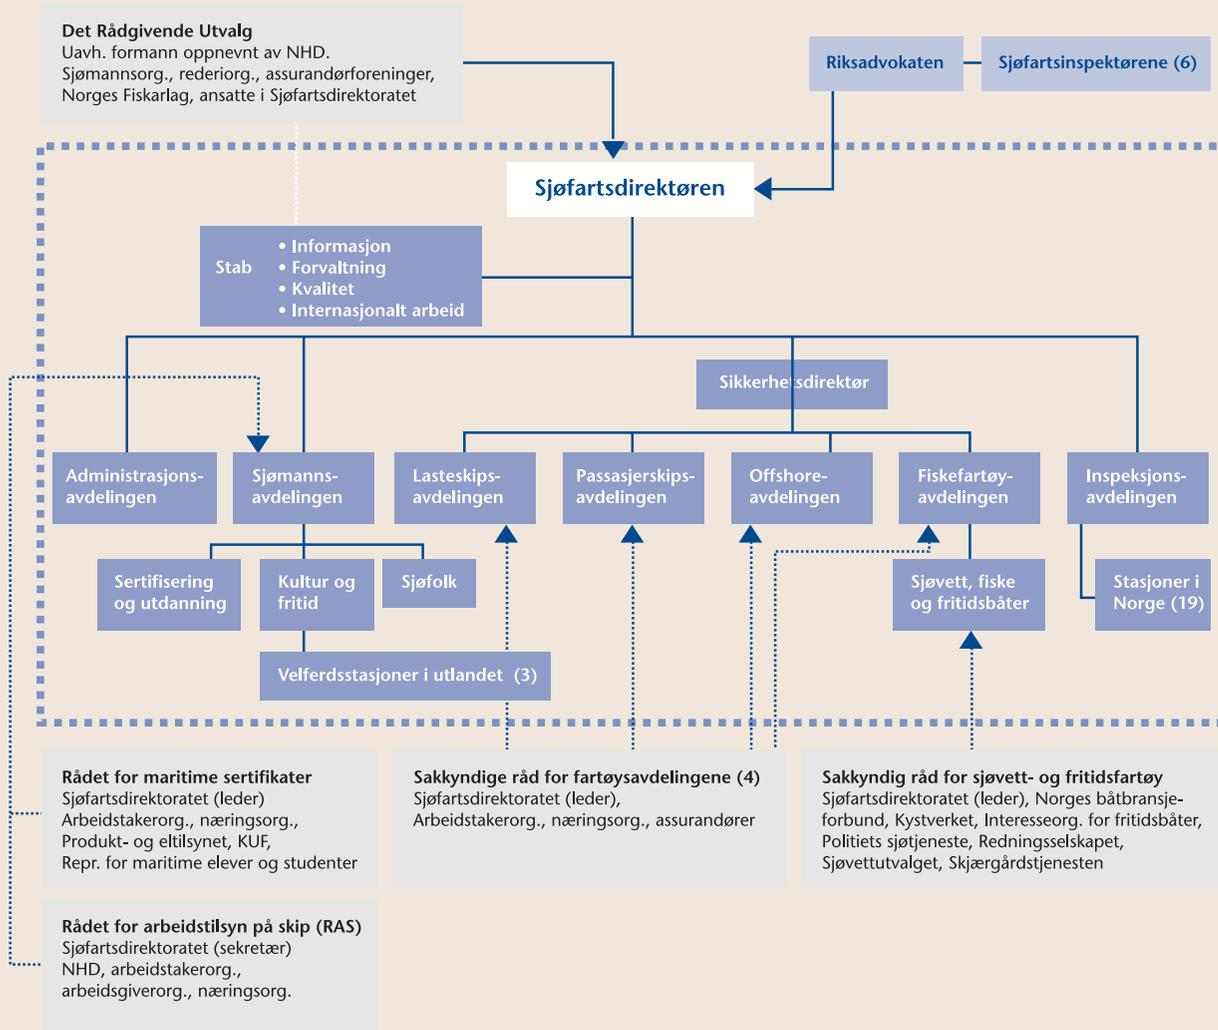 Det Rådgivende Utvalg
Uavh. formann oppnevnt av NHD.
Sjømannsorg., rederiorg., assurandørforeninger,
Norges Fiskarlag, ansatte i Sjøfartsdirektoratet
Riksadvokaten
Sjøfartsinspektørene (6)
Sjøfartsdirektøren
Stab
• Informasjon
• Forvaltning
• Kvalitet
• Internasjonalt arbeid
Sikkerhetsdirektør
Administrasjons-
avdelingen
Sjømanns-
avdelingen
Lasteskips-
avdelingen
Passasjerskips-
avdelingen
Offshore-
avdelingen
Fiskefartøy-
avdelingen
Inspeksjons-
avdelingen
Sertifisering
og utdanning
Kultur og
fritid
Sjøfolk
Sjøvett, fiske
og fritidsbåter
Stasjoner i
Norge (19)
Velferdsstasjoner i utlandet (3)
Rådet for maritime sertifikater
Sjøfartsdirektoratet (leder)
Arbeidstakerorg., næringsorg.,
Produkt- og eltilsynet, KUF,
Repr. for maritime elever og studenter
Sakkyndige råd for fartøysavdelingene (4)
Sjøfartsdirektoratet (leder),
Arbeidstakerorg., næringsorg., assurandører
Sakkyndig råd for sjøvett- og fritidsfartøy
Sjøfartsdirektoratet (leder), Norges båtbransje-
forbund, Kystverket, Interesseorg. for fritidsbåter,
Politiets sjøtjeneste, Redningsselskapet,
Sjøvettutvalget, Skjærgårdstjenesten
Rådet for arbeidstilsyn på skip (RAS)
Sjøfartsdirektoratet (sekretær)
NHD, arbeidstakerorg.,
arbeidsgiverorg., næringsorg.